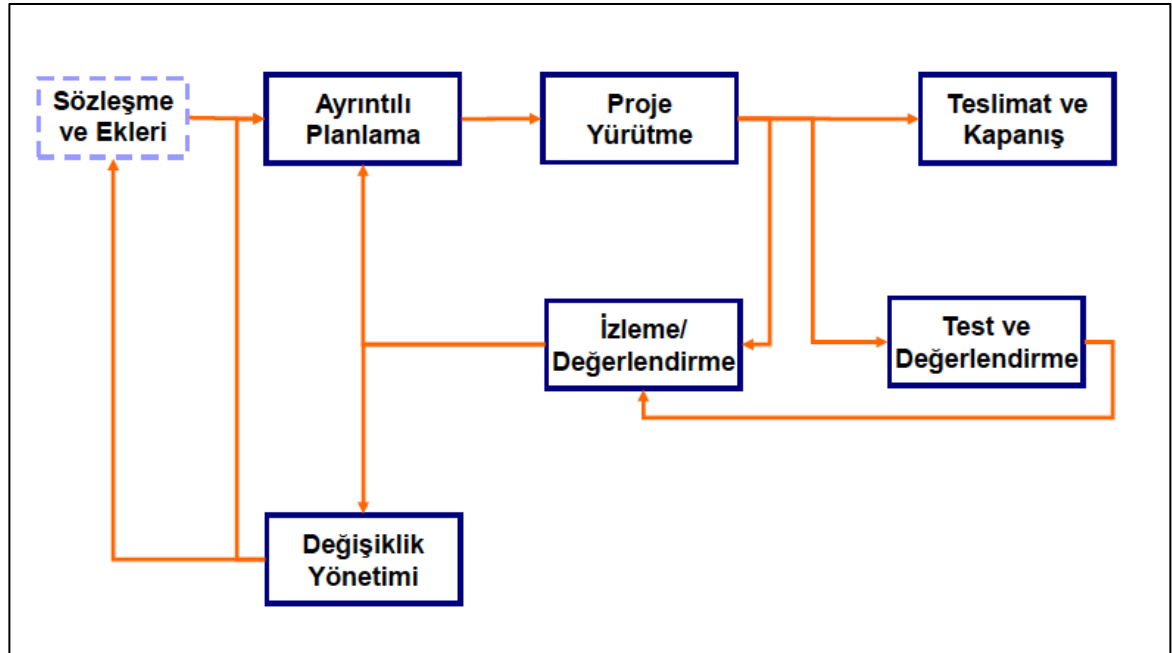 Sözleşme
ve Ekleri
Ayrıntılı
Planlama
Proje
Yürütme
Teslimat ve
Kapanış
İzleme/
Değerlendirme
Test ve
Değerlendirme
Değişiklik
Yönetimi